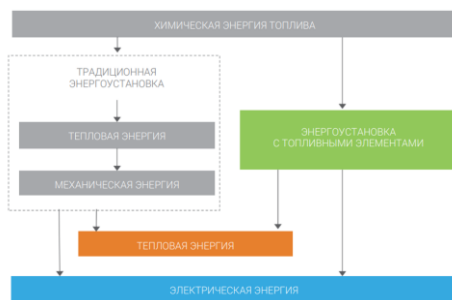 ХИМИЧЕСКАЯ ЭНЕРГИЯ ТОПЛИВА
ТРАДИЦИОННАЯ
ЭНЕРГОУСТАНОВКА
ТЕПЛОВАЯ ЭНЕРГИЯ
МЕХАНИЧЕСКАЯ ЭНЕРГИЯ
ЭНЕРГОУСТАНОВКА
С ТОПЛИВНЫМИ ЭЛЕМЕНТАМИ
ТЕПЛОВАЯ ЭНЕРГИЯ
ЭЛЕКТРИЧЕСКАЯ ЭНЕРГИЯ